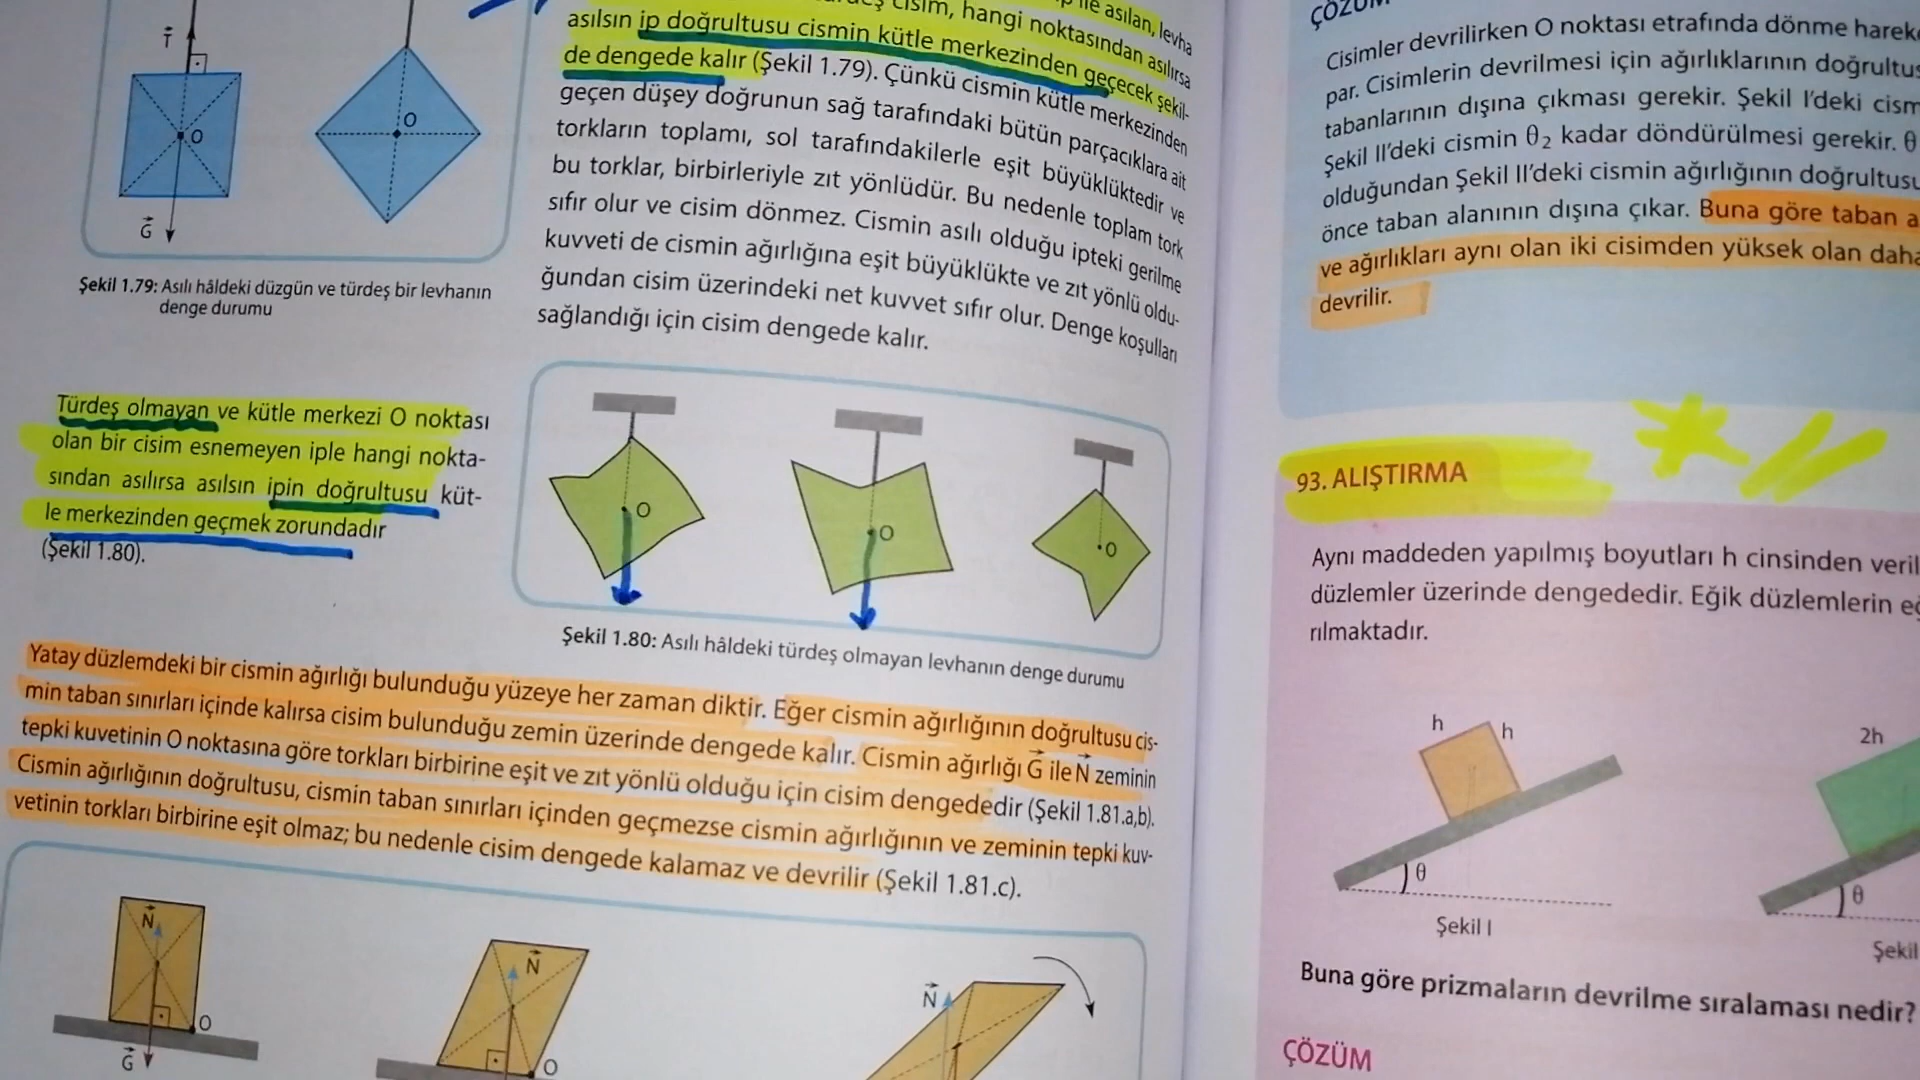 T
O
G
O
Şekil 1.79: Asılı hâldeki düzgün ve türdeş bir levhanın
denge durumu
ip ile asılan, levha
cisim, hangi noktasından asılırsa
asılsın ip doğrultusu cismin kütle merkezinden geçecek şekil-
de dengede kalır (Şekil 1.79). Çünkü cismin kütle merkezinden
geçen düşey doğrunun sağ tarafındaki bütün parçacıklara ait
torkların toplamı, sol tarafındakilerle eşit büyüklüktedir ve
bu torklar, birbirleriyle zıt yönlüdür. Bu nedenle toplam tork
sıfır olur ve cisim dönmez. Cismin asılı olduğu ipteki gerilme
kuvveti de cismin ağırlığına eşit büyüklükte ve zıt yönlü oldu-
ğundan cisim üzerindeki net kuvvet sıfır olur. Denge koşulları
sağlandığı için cisim dengede kalır.
Türdeş olmayan ve kütle merkezi O noktası
olan bir cisim esnemeyen iple hangi nokta-
sından asılırsa asılsın ipin doğrultusu küt-
le merkezinden geçmek zorundadır
(Şekil 1.80).
O
O
O
Şekil 1.80: Asılı hâldeki türdeş olmayan levhanın denge durumu
Yatay düzlemdeki bir cismin ağırlığı bulunduğu yüzeye her zaman diktir. Eğer cismin ağırlığının doğrultusu cis-
min taban sınırları içinde kalırsa cisim bulunduğu zemin üzerinde dengede kalır. Cismin ağırlığı G ile N zeminin
tepki kuvetinin O noktasına göre torkları birbirine eşit ve zıt yönlü olduğu için cisim dengededir (Şekil 1.81.a,b).
Cismin ağırlığının doğrultusu, cismin taban sınırları içinden geçmezse cismin ağırlığının ve zeminin tepki kuv-
vetinin torkları birbirine eşit olmaz; bu nedenle cisim dengede kalamaz ve devrilir (Şekil 1.81.c).
N
O
G
N
O
N
ÇÖZÜM
Cisimler devrilirken O noktası etrafında dönme hareke
par. Cisimlerin devrilmesi için ağırlıklarının doğrultus
tabanlarının dışına çıkması gerekir. Şekil I'deki cism
Şekil II'deki cismin θ2 kadar döndürülmesi gerekir. θ
olduğundan Şekil II'deki cismin ağırlığının doğrultusu
önce taban alanının dışına çıkar. Buna göre taban a
ve ağırlıkları aynı olan iki cisimden yüksek olan daha
devrilir.
93. ALIŞTIRMA
Aynı maddeden yapılmış boyutları h cinsinden veril
düzlemler üzerinde dengededir. Eğik düzlemlerin eğ
rılmaktadır.
h
h
θ
Şekil I
2h
θ
Şekil
Buna göre prizmaların devrilme sıralaması nedir?
ÇÖZÜM